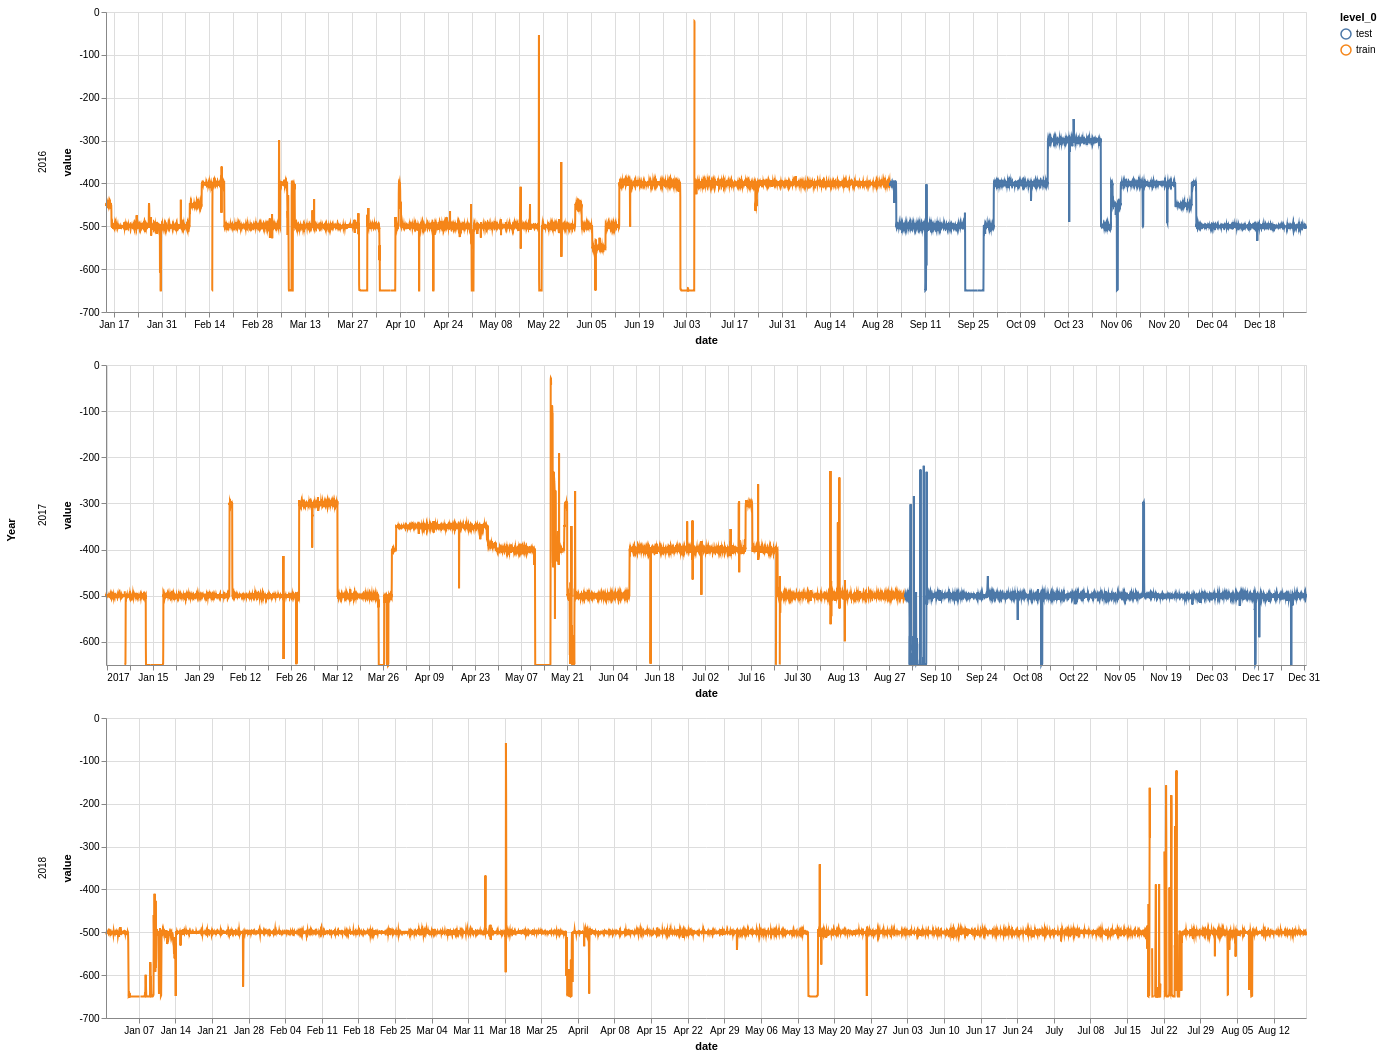 level_0
test
train
0
-100
-200
-300
-400
-500
-600
-700
value
2016
Jan 17 Jan 31 Feb 14 Feb 28 Mar 13 Mar 27 Apr 10 Apr 24 May 08 May 22 Jun 05 Jun 19 Jul 03 Jul 17 Jul 31 Aug 14 Aug 28 Sep 11 Sep 25 Oct 09 Oct 23 Nov 06 Nov 20 Dec 04 Dec 18
date
0
-100
-200
-300
-400
-500
-600
value
2017
Year
2017 Jan 15 Jan 29 Feb 12 Feb 26 Mar 12 Mar 26 Apr 09 Apr 23 May 07 May 21 Jun 04 Jun 18 Jul 02 Jul 16 Jul 30 Aug 13 Aug 27 Sep 10 Sep 24 Oct 08 Oct 22 Nov 05 Nov 19 Dec 03 Dec 17 Dec 31
date
0
-100
-200
-300
-400
-500
-600
-700
value
2018
Jan 07 Jan 14 Jan 21 Jan 28 Feb 04 Feb 11 Feb 18 Feb 25 Mar 04 Mar 11 Mar 18 Mar 25 April Apr 08 Apr 15 Apr 22 Apr 29 May 06 May 13 May 20 May 27 Jun 03 Jun 10 Jun 17 Jun 24 July Jul 08 Jul 15 Jul 22 Jul 29 Aug 05 Aug 12
date